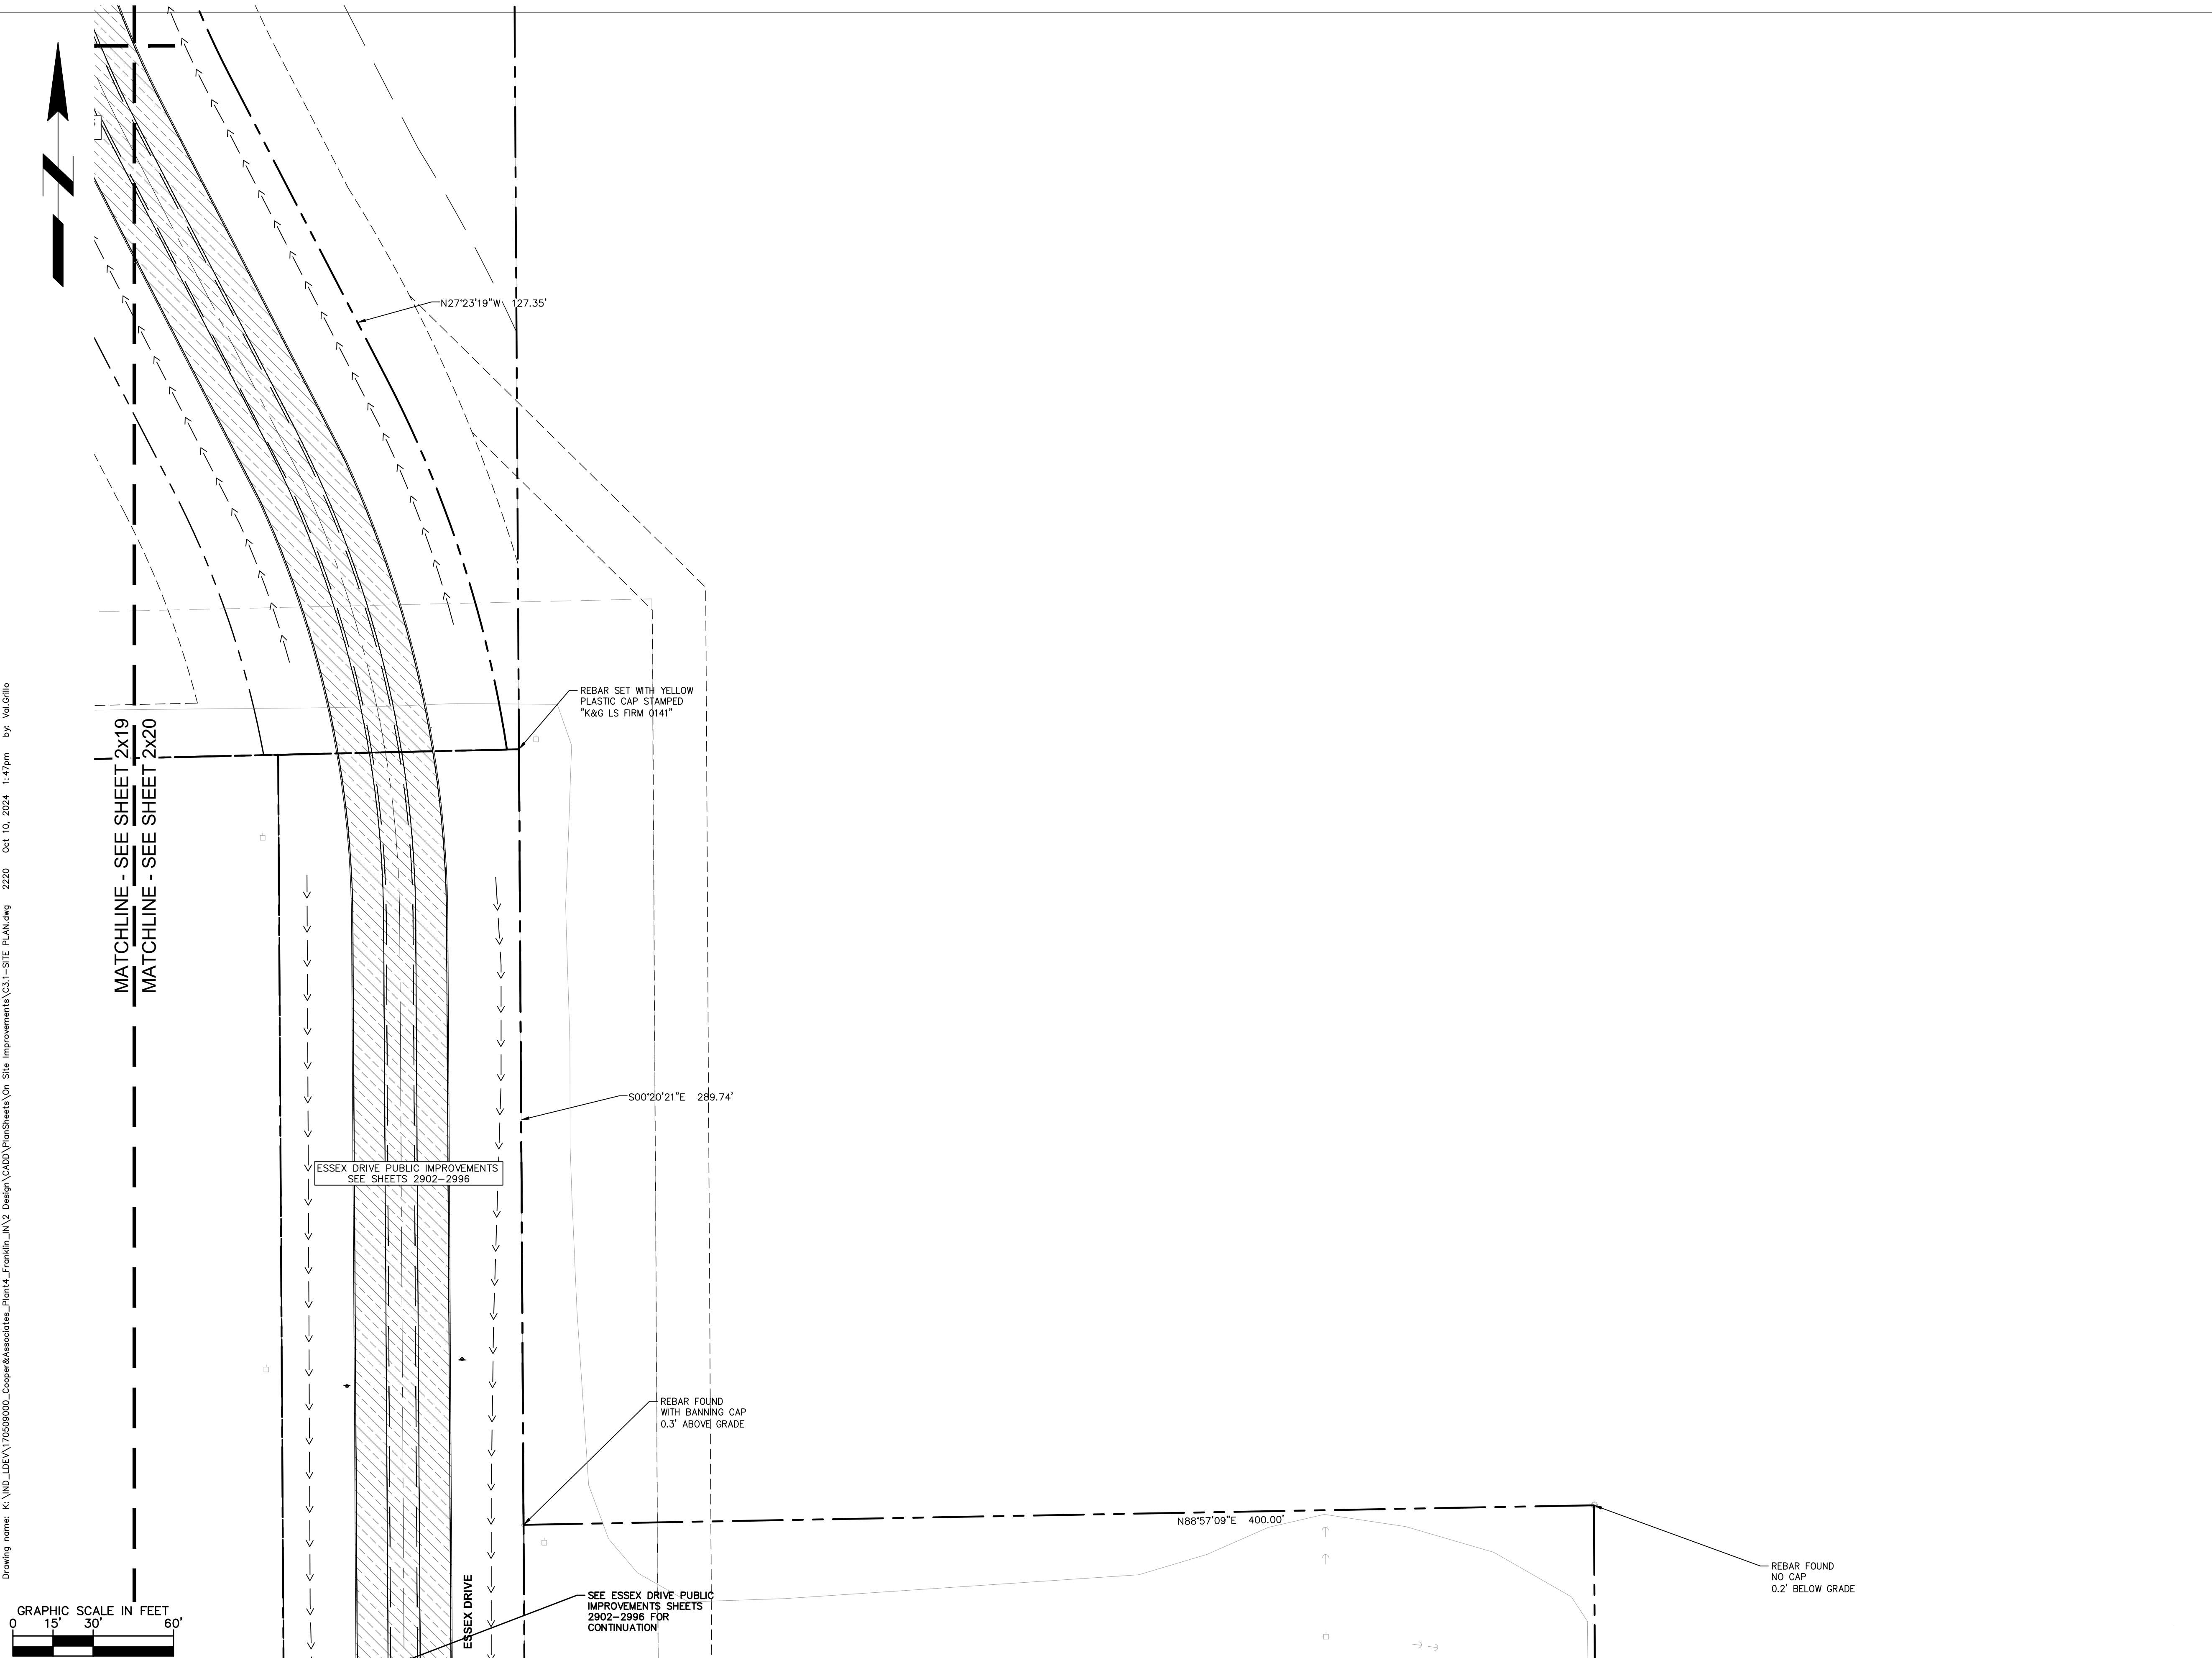 N
N27°23'19"W 127.35'
REBAR SET WITH YELLOW
PLASTIC CAP STAMPED
"K&G LS FIRM 0141"
MATCHLINE - SEE SHEET 2x19
MATCHLINE - SEE SHEET 2x20
S00°20'21"E 289.74'
ESSEX DRIVE PUBLIC IMPROVEMENTS
SEE SHEETS 2902-2996
REBAR FOUND
WITH BANNING CAP
0.3' ABOVE GRADE
N88°57'09"E 400.00'
REBAR FOUND
NO CAP
0.2' BELOW GRADE
ESSEX DRIVE
SEE ESSEX DRIVE PUBLIC
IMPROVEMENTS SHEETS
2902-2996 FOR
CONTINUATION
GRAPHIC SCALE IN FEET
0 15' 30' 60'
Drawing name: K:\IND_LDEV\170509000_Cooper&Associates_Plant4_Franklin_IN\2 Design\CADD\PlanSheets\On Site Improvements\C3.1-SITE PLAN.dwg 2220 Oct 10, 2024 1:47pm by: Val.Grillo